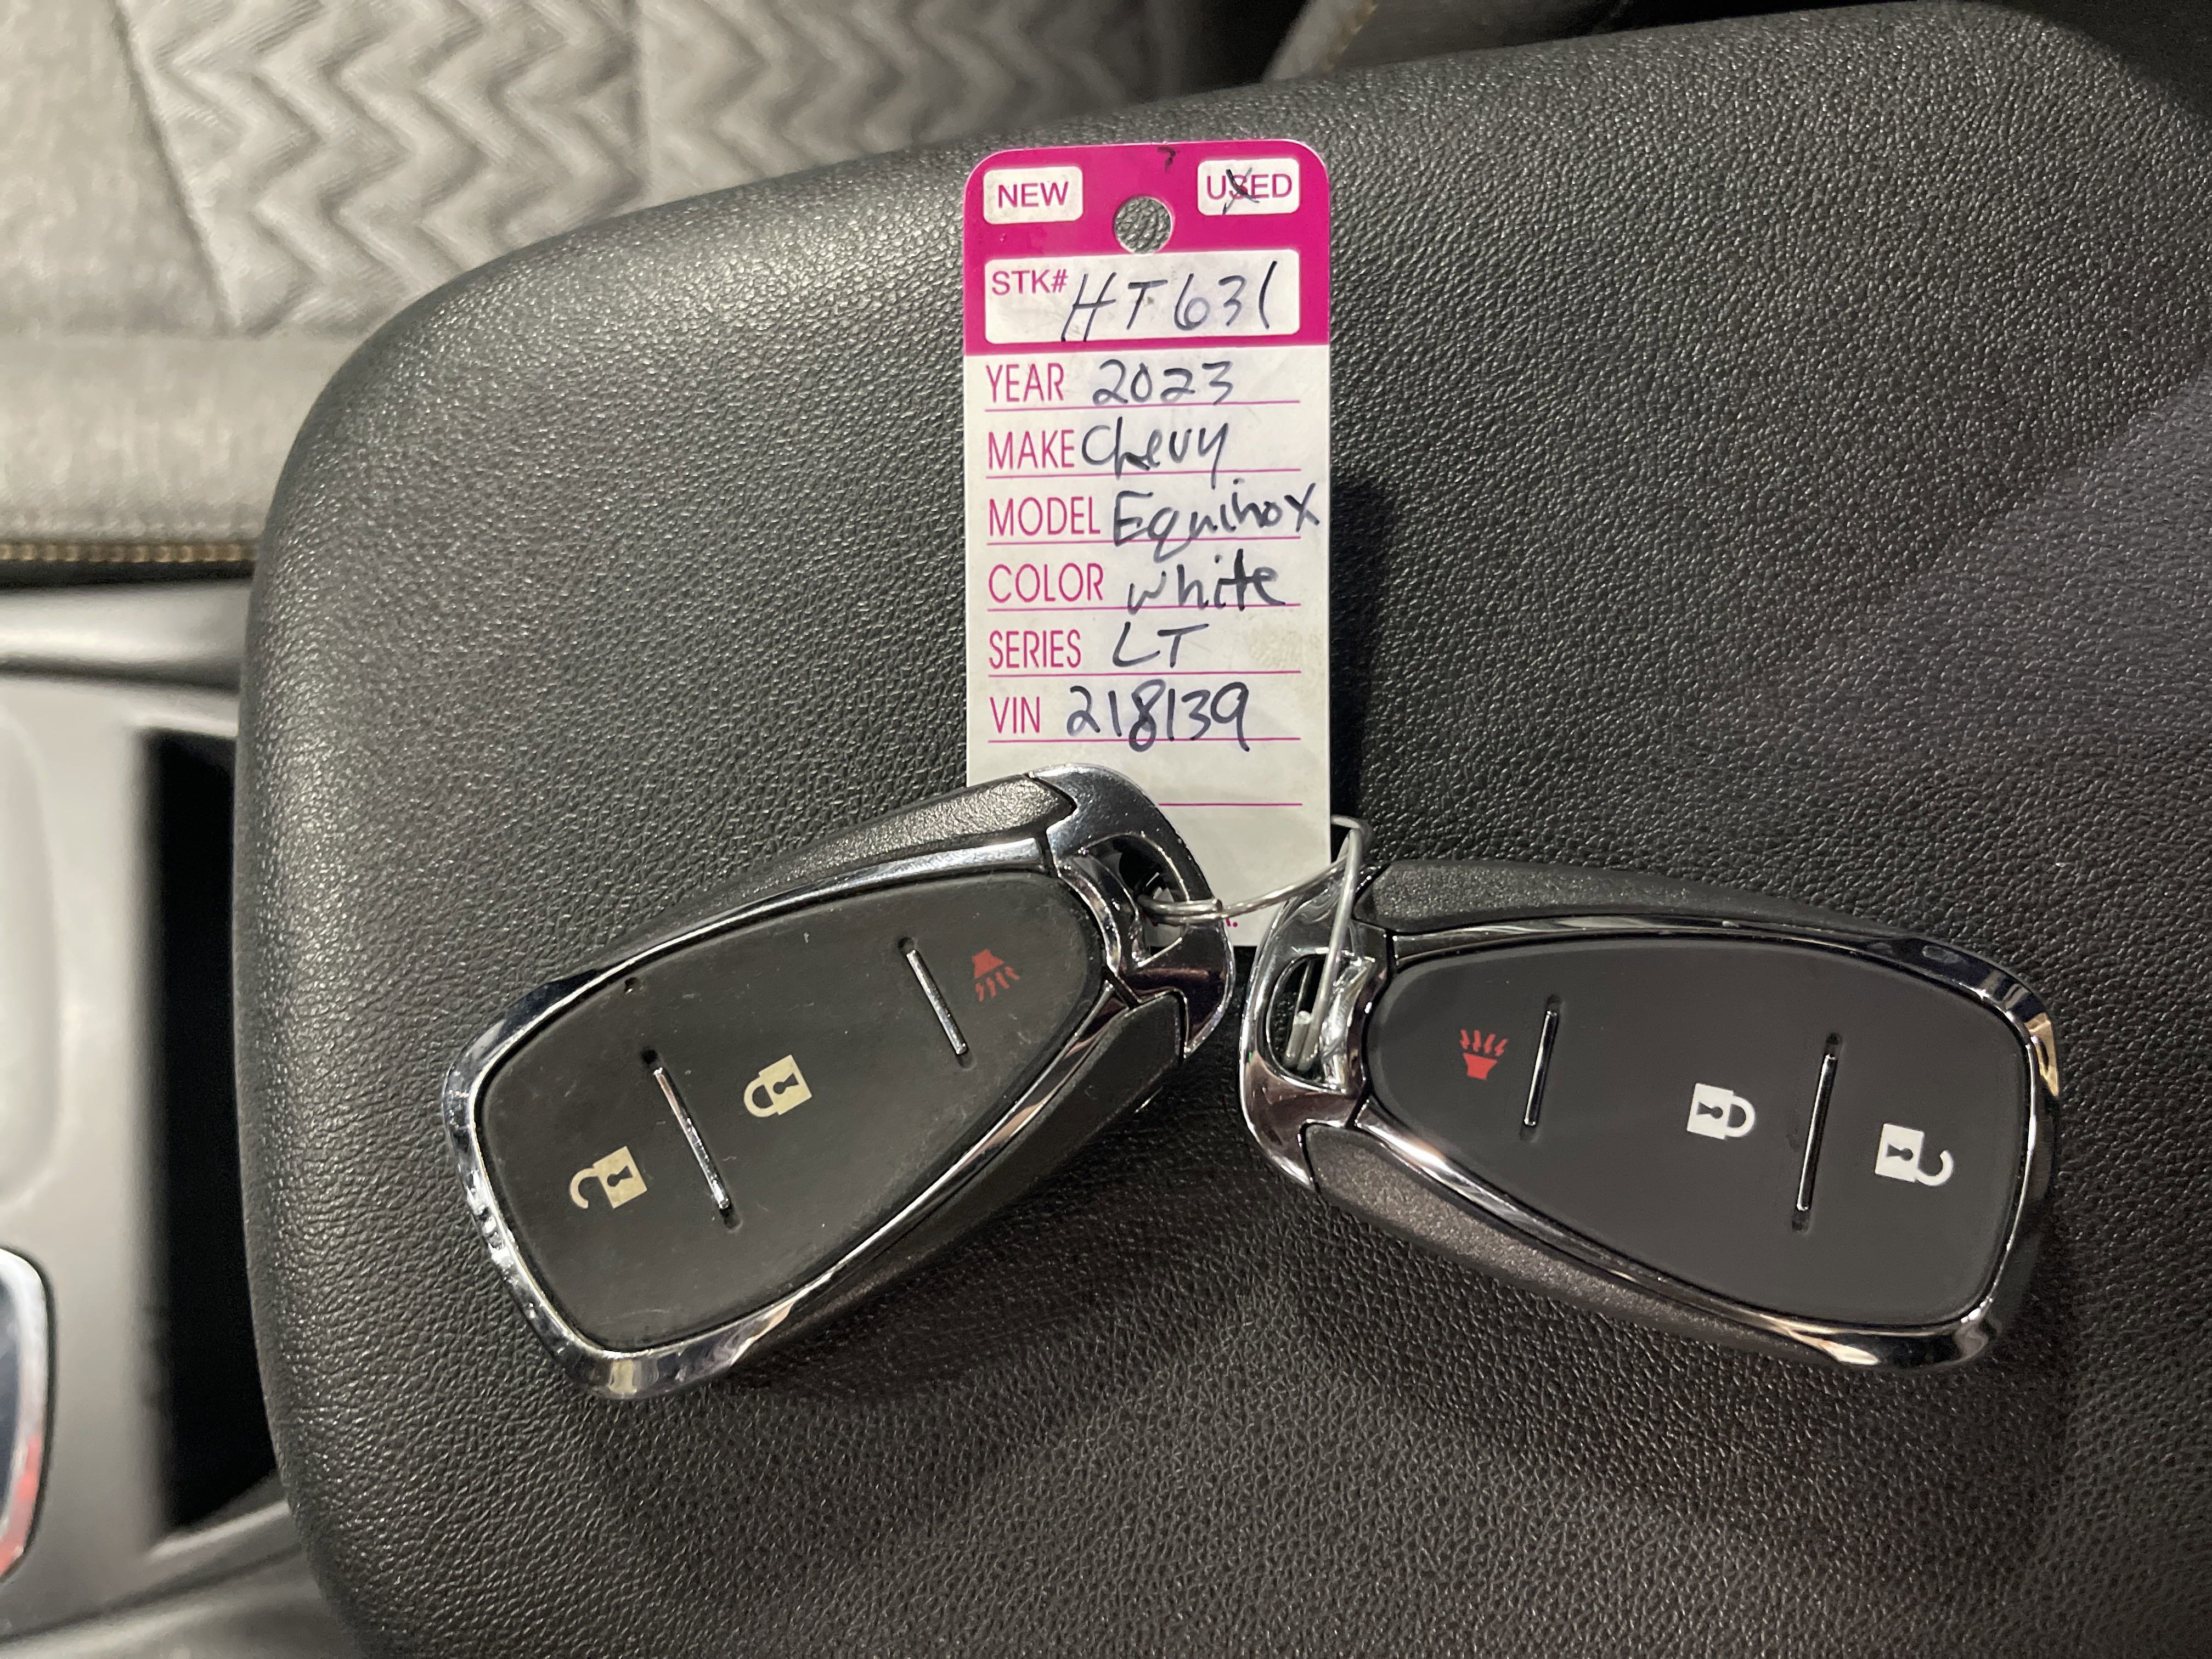 NEW USED
STK# HT631
YEAR 2023
MAKE Chevy
MODEL Equinox
COLOR white
SERIES LT
VIN 218139